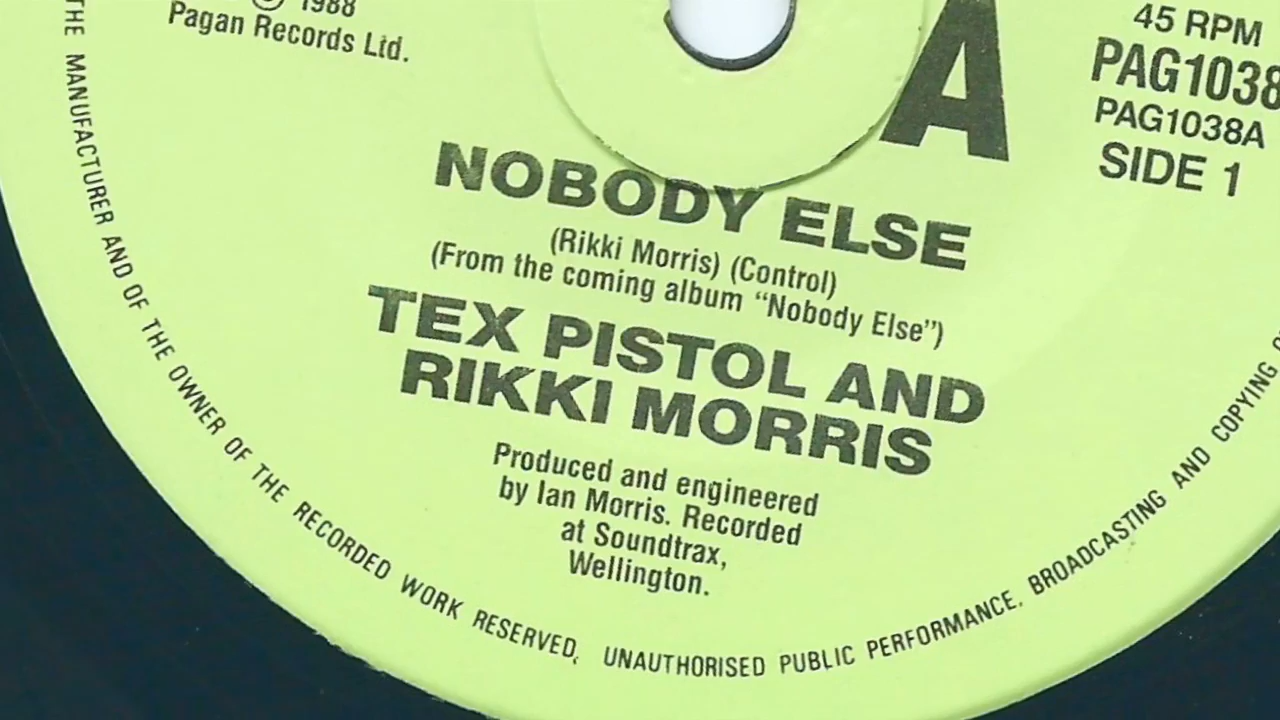 ℗ 1988
Pagan Records Ltd.
A
45 RPM
PAG1038
PAG1038A
SIDE 1
NOBODY ELSE
(Rikki Morris) (Control)
(From the coming album “Nobody Else”)
TEX PISTOL AND
RIKKI MORRIS
Produced and engineered
by Ian Morris. Recorded
at Soundtrax,
Wellington.
THE MANUFACTURER AND OF THE OWNER OF THE RECORDED WORK RESERVED, UNAUTHORISED PUBLIC PERFORMANCE, BROADCASTING AND COPYING